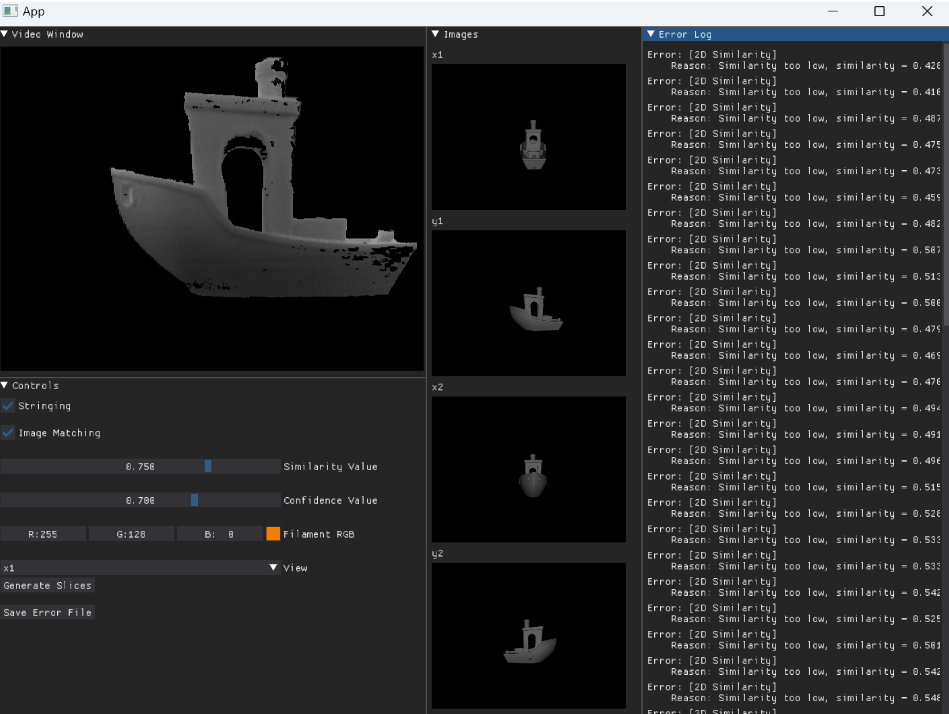 App
Video Window
Controls
Stringing
Image Matching
0.750 Similarity Value
0.700 Confidence Value
R:255 G:128 B: 0 Filament RGB
x1 View
Generate Slices
Save Error File
Images
x1
y1
x2
y2
Error Log
Error: [2D Similarity]
Reason: Similarity too low, similarity =
Error: [2D Similarity]
Reason: Similarity too low, similarity =
Error: [2D Similarity]
Reason: Similarity too low, similarity = 0.487
Error: [2D Similarity]
Reason: Similarity too low, similarity = 0.475
Error: [2D Similarity]
Reason: Similarity too low, similarity = 0.473
Error: [2D Similarity]
Reason: Similarity too low, similarity = 0.459
Error: [2D Similarity]
Reason: Similarity too low, similarity = 0.482
Error: [2D Similarity]
Reason: Similarity too low, similarity = 0.507
Error: [2D Similarity]
Reason: Similarity too low, similarity = 0.513
Error: [2D Similarity]
Reason: Similarity too low, similarity =
Error: [2D Similarity]
Reason: Similarity too low, similarity = 0.479
Error: [2D Similarity]
Reason: Similarity too low, similarity = 0.469
Error: [2D Similarity]
Reason: Similarity too low, similarity =
Error: [2D Similarity]
Reason: Similarity too low, similarity = 0.494
Error: [2D Similarity]
Reason: Similarity too low, similarity = 0.491
Error: [2D Similarity]
Reason: Similarity too low, similarity = 0.496
Error: [2D Similarity]
Reason: Similarity too low, similarity = 0.515
Error: [2D Similarity]
Reason: Similarity too low, similarity =
Error: [2D Similarity]
Reason: Similarity too low, similarity = 0.533
Error: [2D Similarity]
Reason: Similarity too low, similarity = 0.533
Error: [2D Similarity]
Reason: Similarity too low, similarity = 0.542
Error: [2D Similarity]
Reason: Similarity too low, similarity = 0.525
Error: [2D Similarity]
Reason: Similarity too low, similarity =
Error: [2D Similarity]
Reason: Similarity too low, similarity = 0.542
Error: [2D Similarity]
Reason: Similarity too low, similarity = 0.548
Error: [2D Similarity]